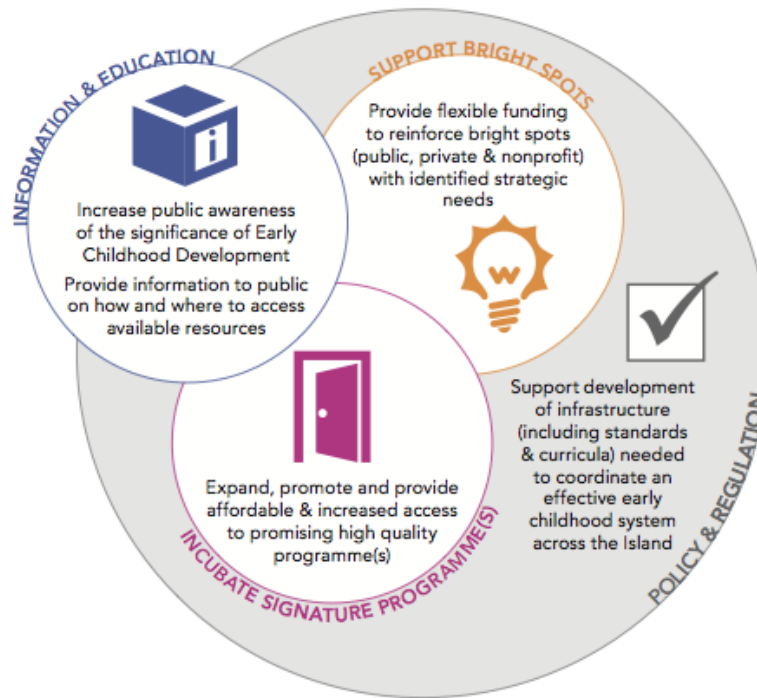 INFORMATION & EDUCATION
i
Increase public awareness
of the significance of Early
Childhood Development
Provide information to public
on how and where to access
available resources
SUPPORT BRIGHT SPOTS
Provide flexible funding
to reinforce bright spots
(public, private & nonprofit)
with identified strategic
needs
Expand, promote and provide
affordable & increased access
to promising high quality
programme(s)
INCUBATE SIGNATURE PROGRAMME(S)
Support development
of infrastructure
(including standards
& curricula) needed
to coordinate an
effective early
childhood system
across the Island
POLICY & REGULATION